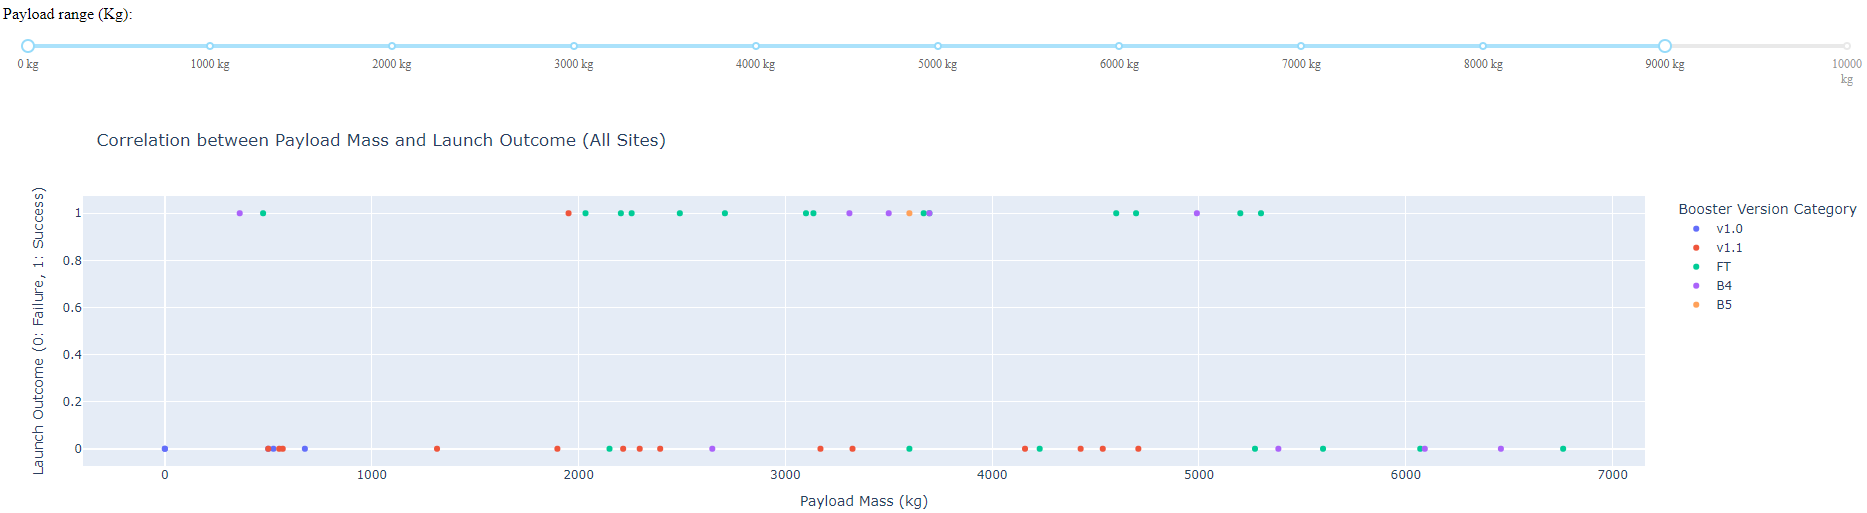 Payload range (Kg):
0 kg
1000 kg
2000 kg
3000 kg
4000 kg
5000 kg
6000 kg
7000 kg
8000 kg
9000 kg
10000
kg
Correlation between Payload Mass and Launch Outcome (All Sites)
Launch Outcome (0: Failure, 1: Success)
1
0.8
0.6
0.4
0.2
0
0
1000
2000
3000
4000
5000
6000
7000
Payload Mass (kg)
Booster Version Category
v1.0
v1.1
FT
B4
B5